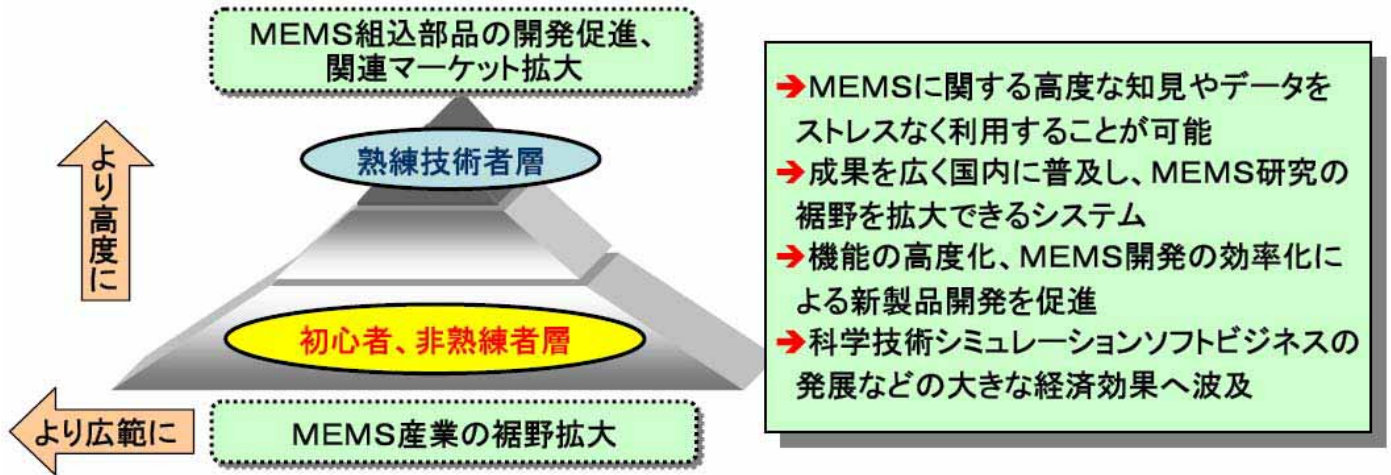 MEMS組込部品の開発促進、
関連マーケット拡大
より高度に
熟練技術者層
初心者、非熟練者層
より広範に
MEMS産業の裾野拡大
➔MEMSに関する高度な知見やデータを
ストレスなく利用することが可能
➔成果を広く国内に普及し、MEMS研究の
裾野を拡大できるシステム
➔機能の高度化、MEMS開発の効率化に
よる新製品開発を促進
➔科学技術シミュレーションソフトビジネスの
発展などの大きな経済効果へ波及